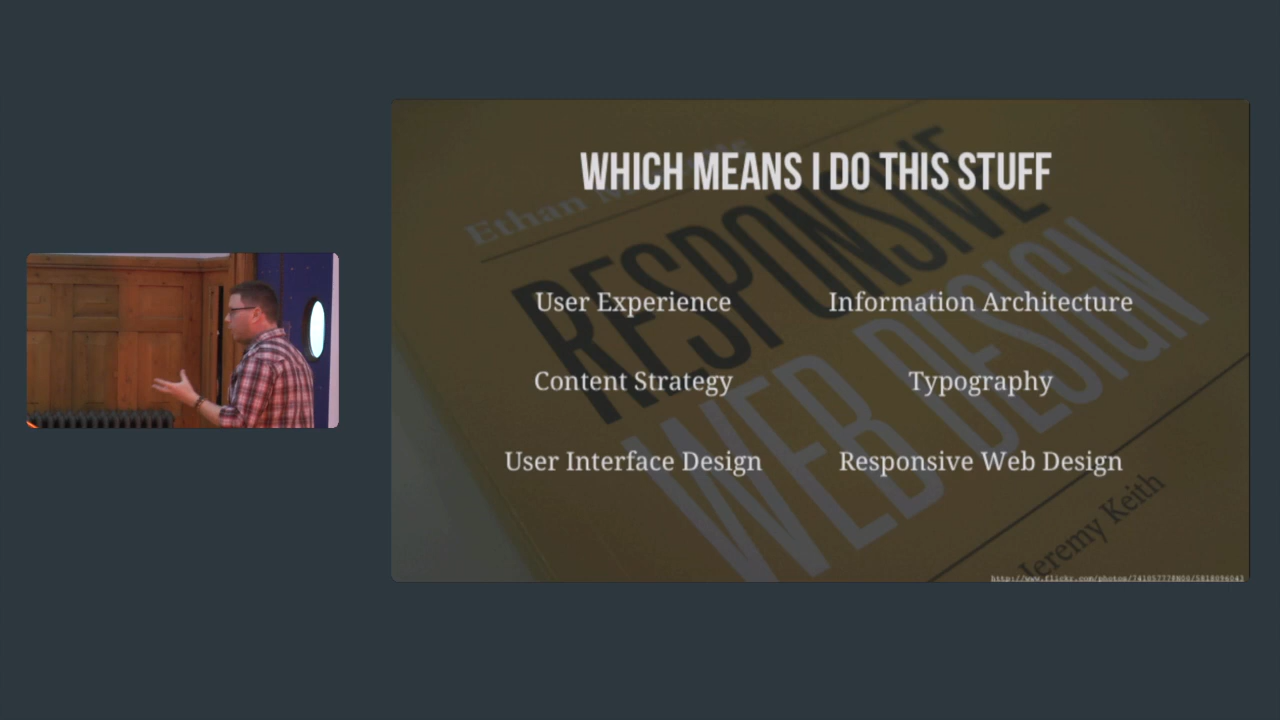 WHICH MEANS I DO THIS STUFF
Ethan
RESPONSIVE
WEB DESIGN
User Experience
Information Architecture
Content Strategy
Typography
User Interface Design
Responsive Web Design
Jeremy Keith